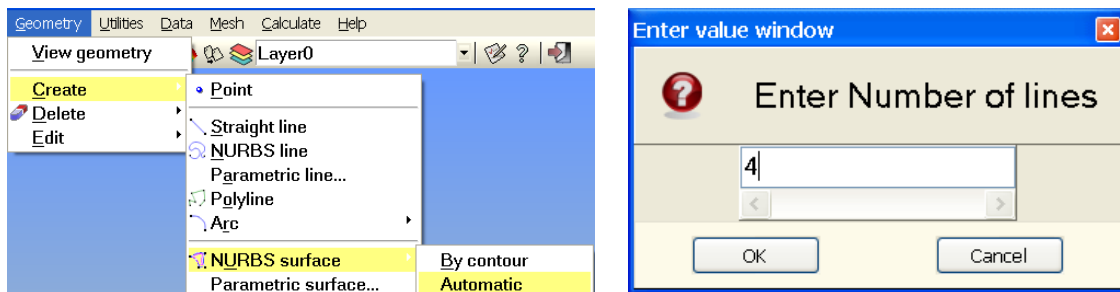 Geometry Utilities Data Mesh Calculate Help
View geometry
Layer0
Create
Point
Delete
Edit
Straight line
NURBS line
Parametric line...
Polyline
Arc
NURBS surface
By contour
Parametric surface...
Automatic
Enter value window
Enter Number of lines
4
OK Cancel